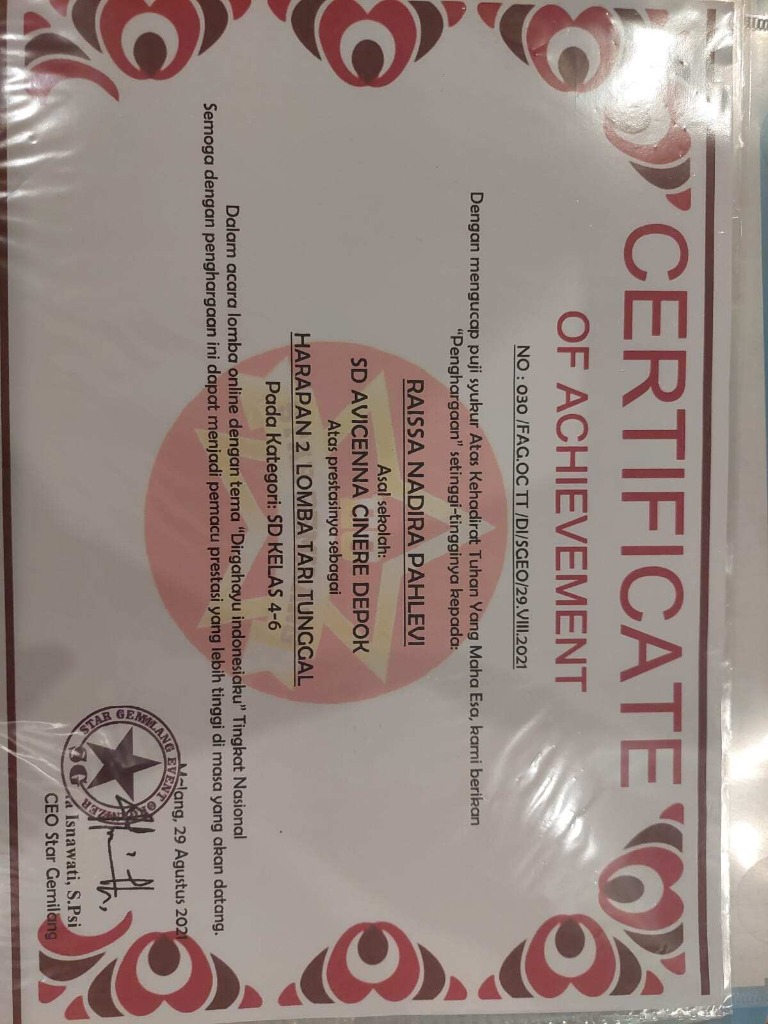 CERTIFICATE
OF ACHIEVEMENT
NO : 030 /FAG.OC TT /DI/SGEO/29.VIII.2021
Dengan mengucap puji syukur Atas Kehadirat Tuhan Yang Maha Esa, kami berikan
"Penghargaan" setinggi-tingginya kepada:
RAISSA NADIRA PAHLEVI
Asal sekolah:
SD AVICENNA CINERE DEPOK
Atas prestasinya sebagai
HARAPAN 2 LOMBA TARI TUNGGAL
Pada Kategori: SD KELAS 4-6
Dalam acara lomba online dengan tema "Dirgahayu indonesiaku" Tingkat Nasional
Semoga dengan penghargaan ini dapat menjadi pemacu prestasi yang lebih tinggi di masa yang akan datang.
Malang, 29 Agustus 2021
STAR GEMILANG EVENT
SG
Isnawati, S.Psi
CEO Star Gemilang